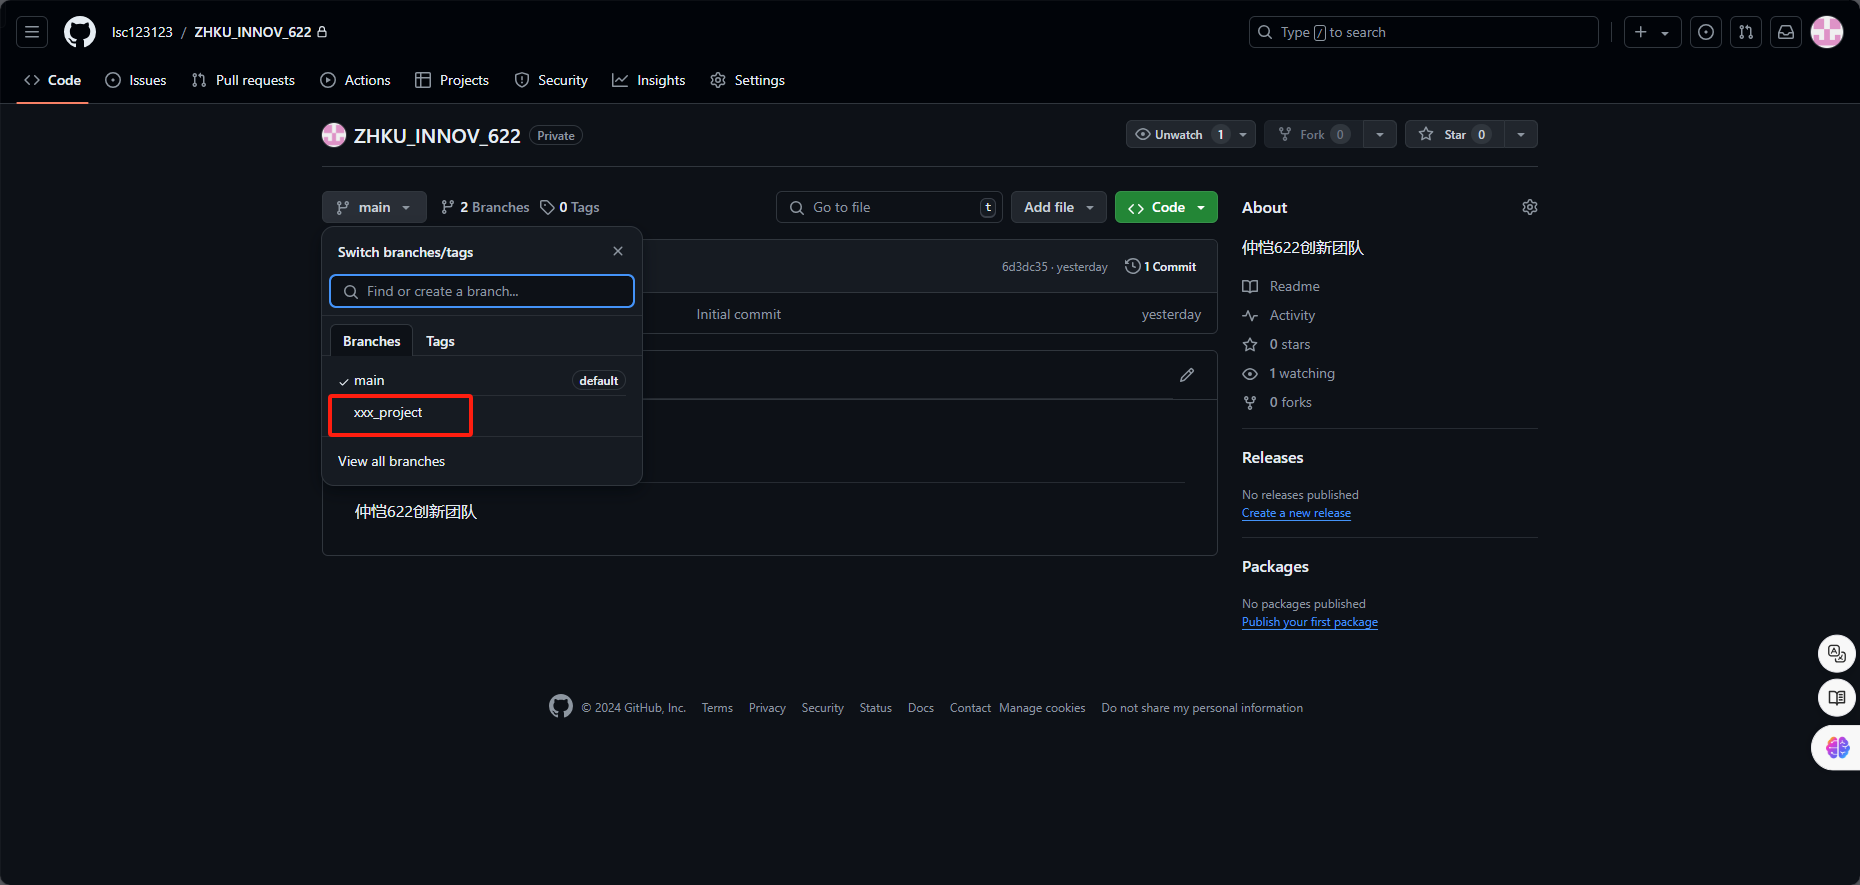 lsc123123 / ZHKU_INNOV_622
Type / to search
Code Issues Pull requests Actions Projects Security Insights Settings
ZHKU_INNOV_622 Private
Unwatch 1 Fork 0 Star 0
main 2 Branches 0 Tags
Go to file t Add file Code
Switch branches/tags
Find or create a branch...
Branches Tags
main default
xxx_project
View all branches
6d3dc35 · yesterday 1 Commit
Initial commit yesterday
仲恺622创新团队
About
仲恺622创新团队
Readme
Activity
0 stars
1 watching
0 forks
Releases
No releases published
Create a new release
Packages
No packages published
Publish your first package
© 2024 GitHub, Inc. Terms Privacy Security Status Docs Contact Manage cookies Do not share my personal information